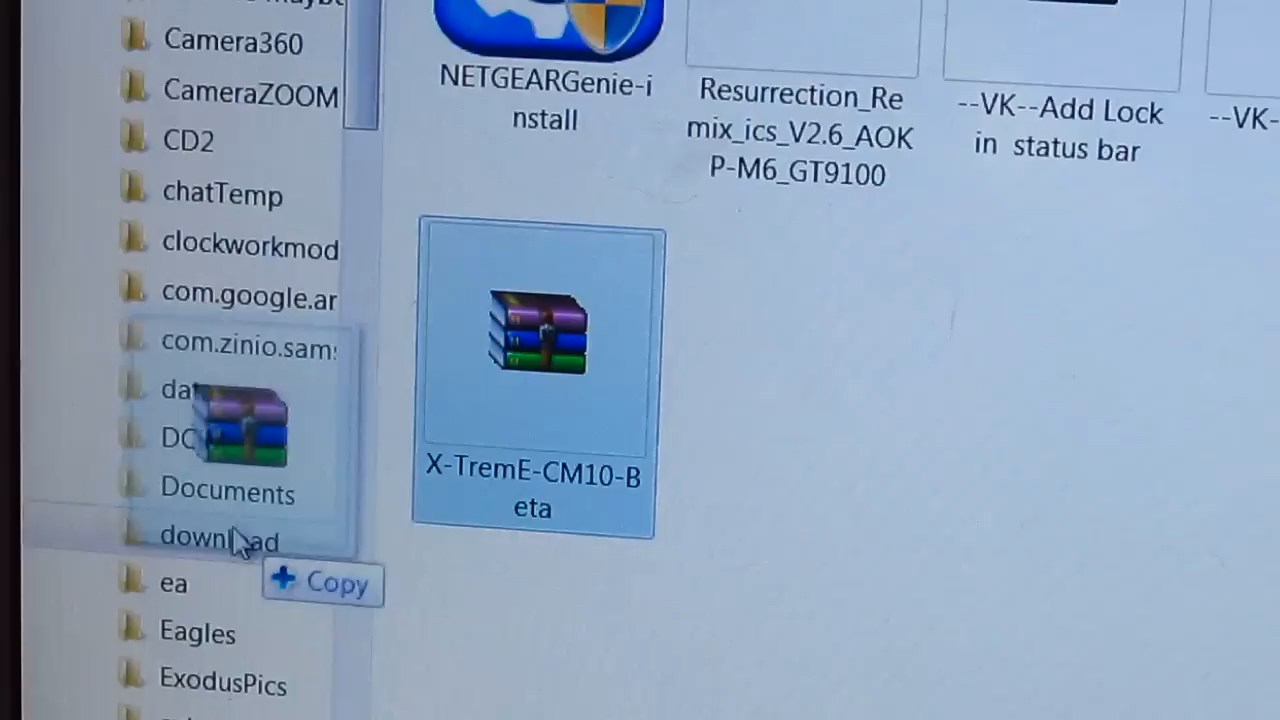 Camera360
CameraZOOM
CD2
chatTemp
clockworkmod
com.google.ar
com.zinio.sam
Documents
download
ea
Eagles
ExodusPics
NETGEARGenie-i
nstall
Resurrection_Re
mix_ics_V2.6_AOK
P-M6_GT9100
--VK--Add Lock
in status bar
--VK-
X-TremE-CM10-B
eta
Copy